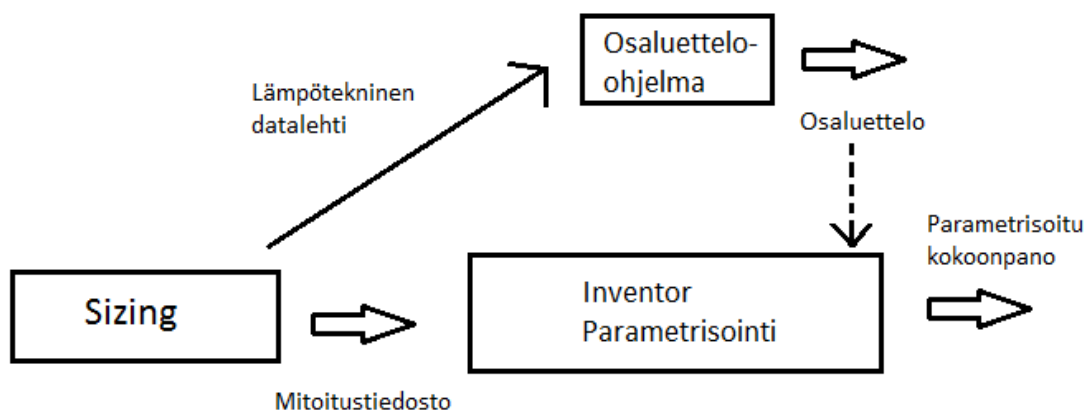 Osaluettelo-
ohjelma
Lämpötekninen
datalehti
Osaluettelo
Parametrisoitu
kokoonpano
Sizing
Inventor
Parametrisointi
Mitoitustiedosto